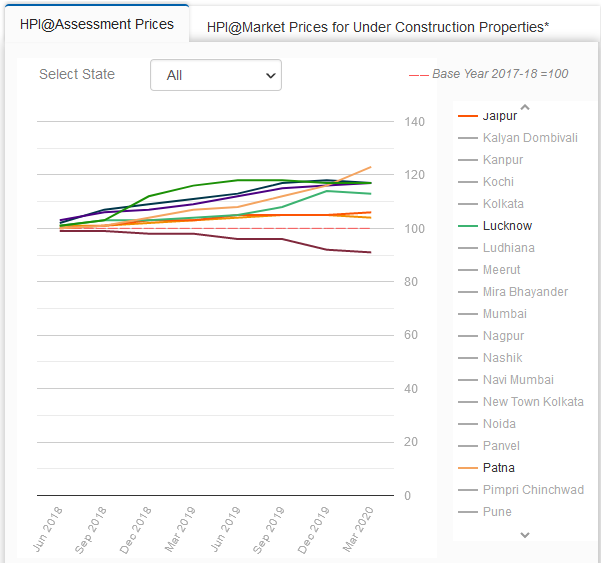 HPI@Assessment Prices
HPI@Market Prices for Under Construction Properties*
Select State
All
Base Year 2017-18 =100
140
120
100
80
60
40
20
0
Jun 2018
Sep 2018
Dec 2018
Mar 2019
Jun 2019
Sep 2019
Dec 2019
Mar 2020
Jaipur
Kalyan Dombivali
Kanpur
Kochi
Kolkata
Lucknow
Ludhiana
Meerut
Mira Bhayander
Mumbai
Nagpur
Nashik
Navi Mumbai
New Town Kolkata
Noida
Panvel
Patna
Pimpri Chinchwad
Pune